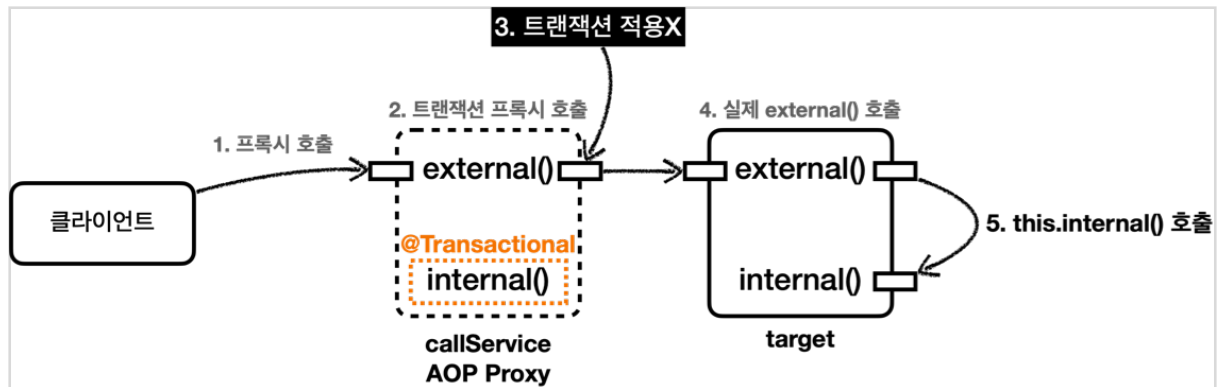 3. 트랜잭션 적용X
2. 트랜잭션 프록시 호출
4. 실제 external() 호출
1. 프록시 호출
external()
external()
클라이언트
5. this.internal() 호출
@Transactional
internal()
internal()
callService
AOP Proxy
target